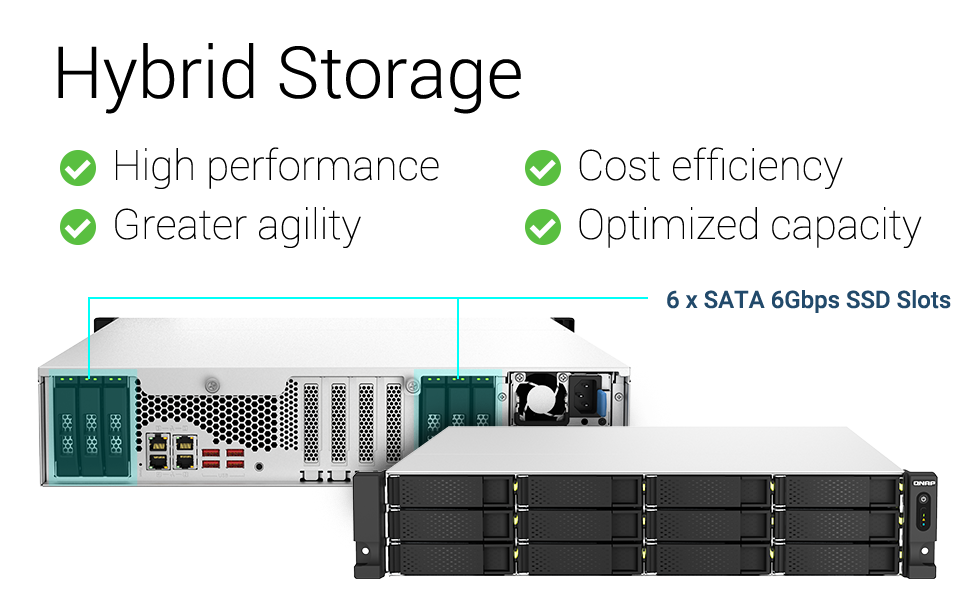 Hybrid Storage
High performance
Cost efficiency
Greater agility
Optimized capacity
6 x SATA 6Gbps SSD Slots
QNAP